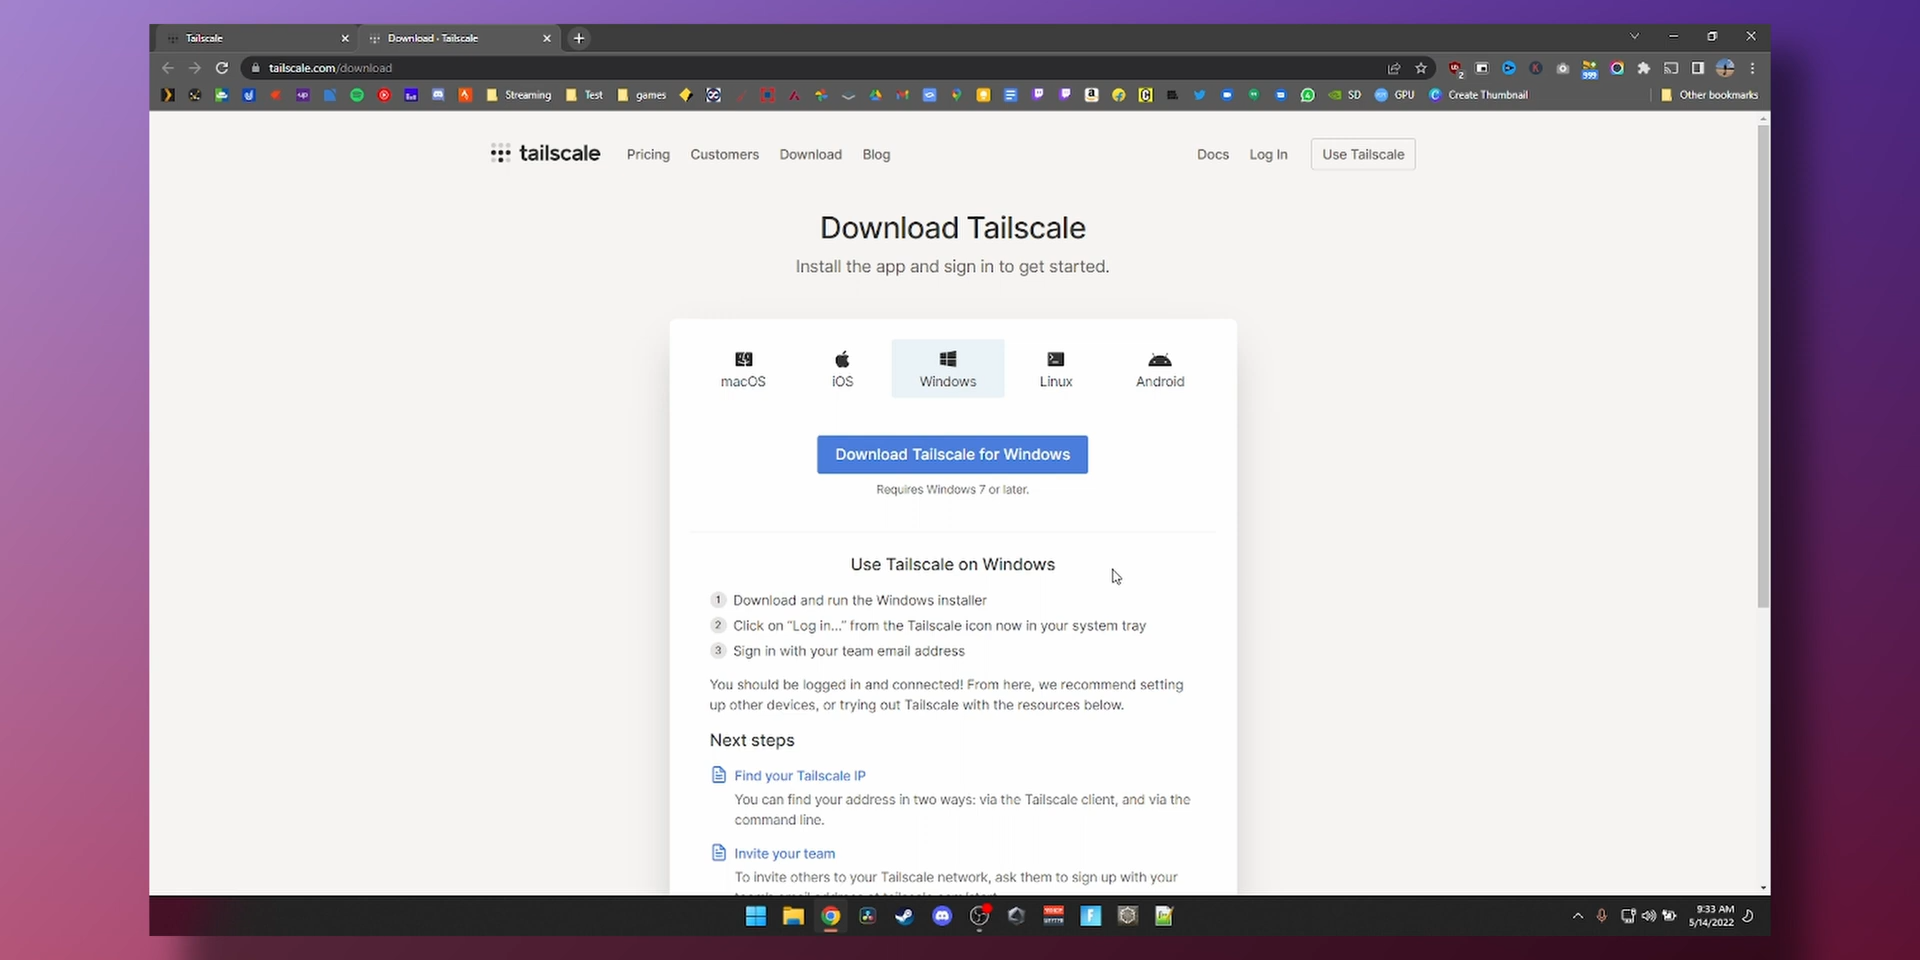 Tailscale
Download · Tailscale
tailscale.com/download
2
999
Streaming
Test
games
SD
GPU
Create Thumbnail
Other bookmarks
tailscale
Pricing
Customers
Download
Blog
Docs
Log In
Use Tailscale
Download Tailscale
Install the app and sign in to get started.
macOS
iOS
Windows
Linux
Android
Download Tailscale for Windows
Requires Windows 7 or later.
Use Tailscale on Windows
1 Download and run the Windows installer
2 Click on “Log in…” from the Tailscale icon now in your system tray
3 Sign in with your team email address
You should be logged in and connected! From here, we recommend setting
up other devices, or trying out Tailscale with the resources below.
Next steps
Find your Tailscale IP
You can find your address in two ways: via the Tailscale client, and via the
command line.
Invite your team
To invite others to your Tailscale network, ask them to sign up with your
9:33 AM
5/14/2022